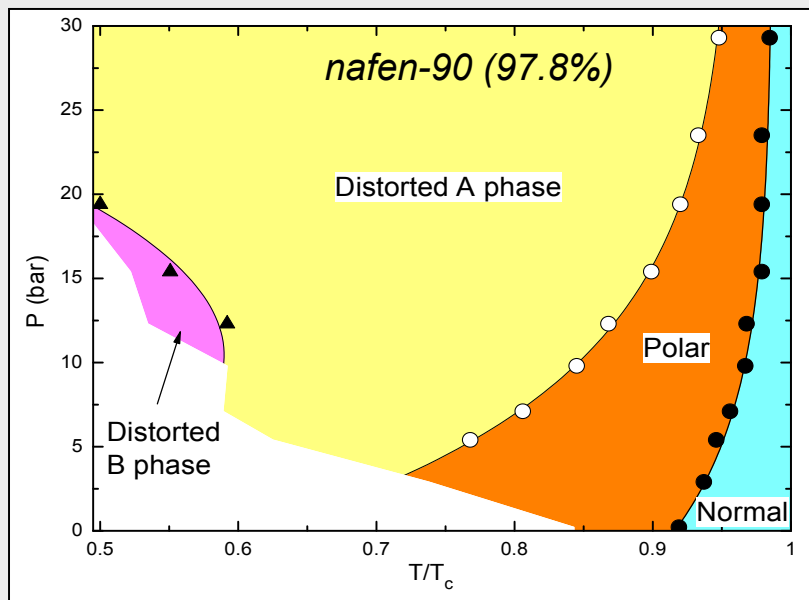 nafen-90 (97.8%)
Distorted A phase
Polar
Distorted
B phase
Normal
P (bar)
30
25
20
15
10
5
0
0.5
0.6
0.7
0.8
0.9
1
T/Tc